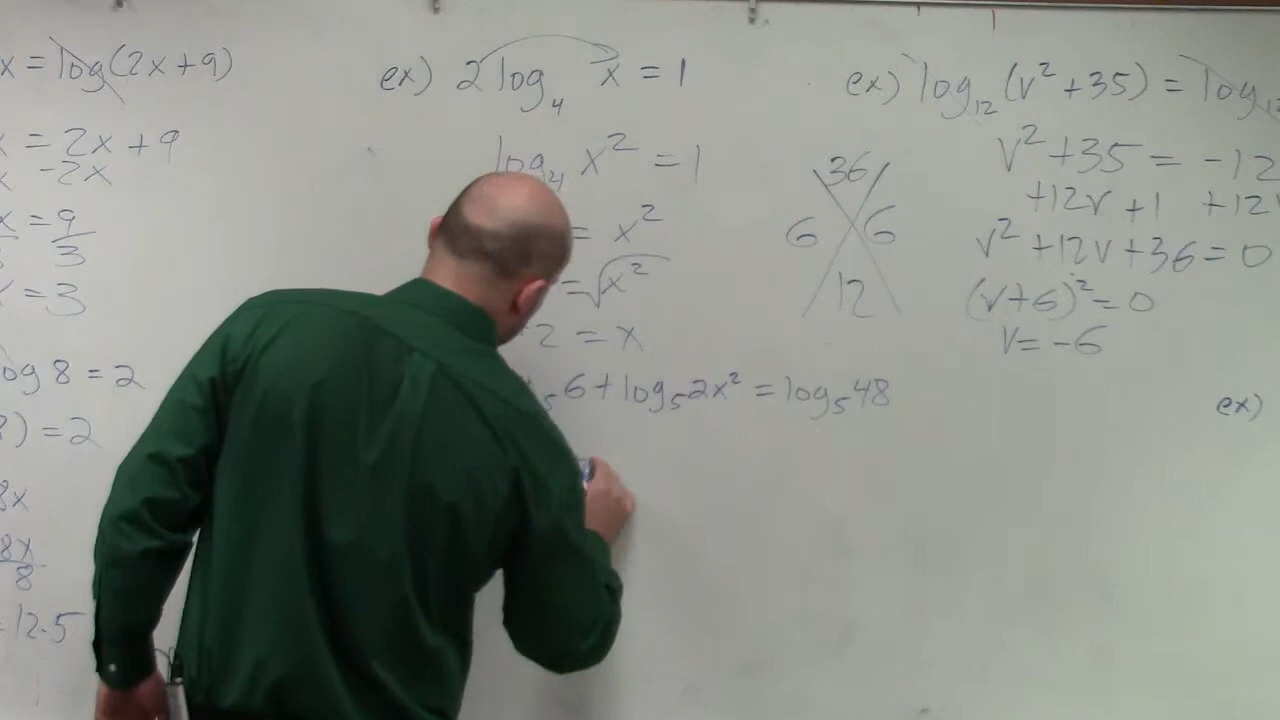 x = log(2x+9)
= 2x + 9
-2x
x = 9
3
x = 3
og 8 = 2
) = 2
8x
8x
8
12.5
ex) 2 log₄ x = 1
log₄ x² = 1
= x²
= √x²
2 = x
₅ 6 + log₅ 2x² = log₅ 48
36
6 6
12
ex) log₁₂ (v² + 35) = log₁₂
v² + 35 = -12
+12v +1 +12
v² + 12v + 36 = 0
(v+6)² = 0
v = -6
ex)